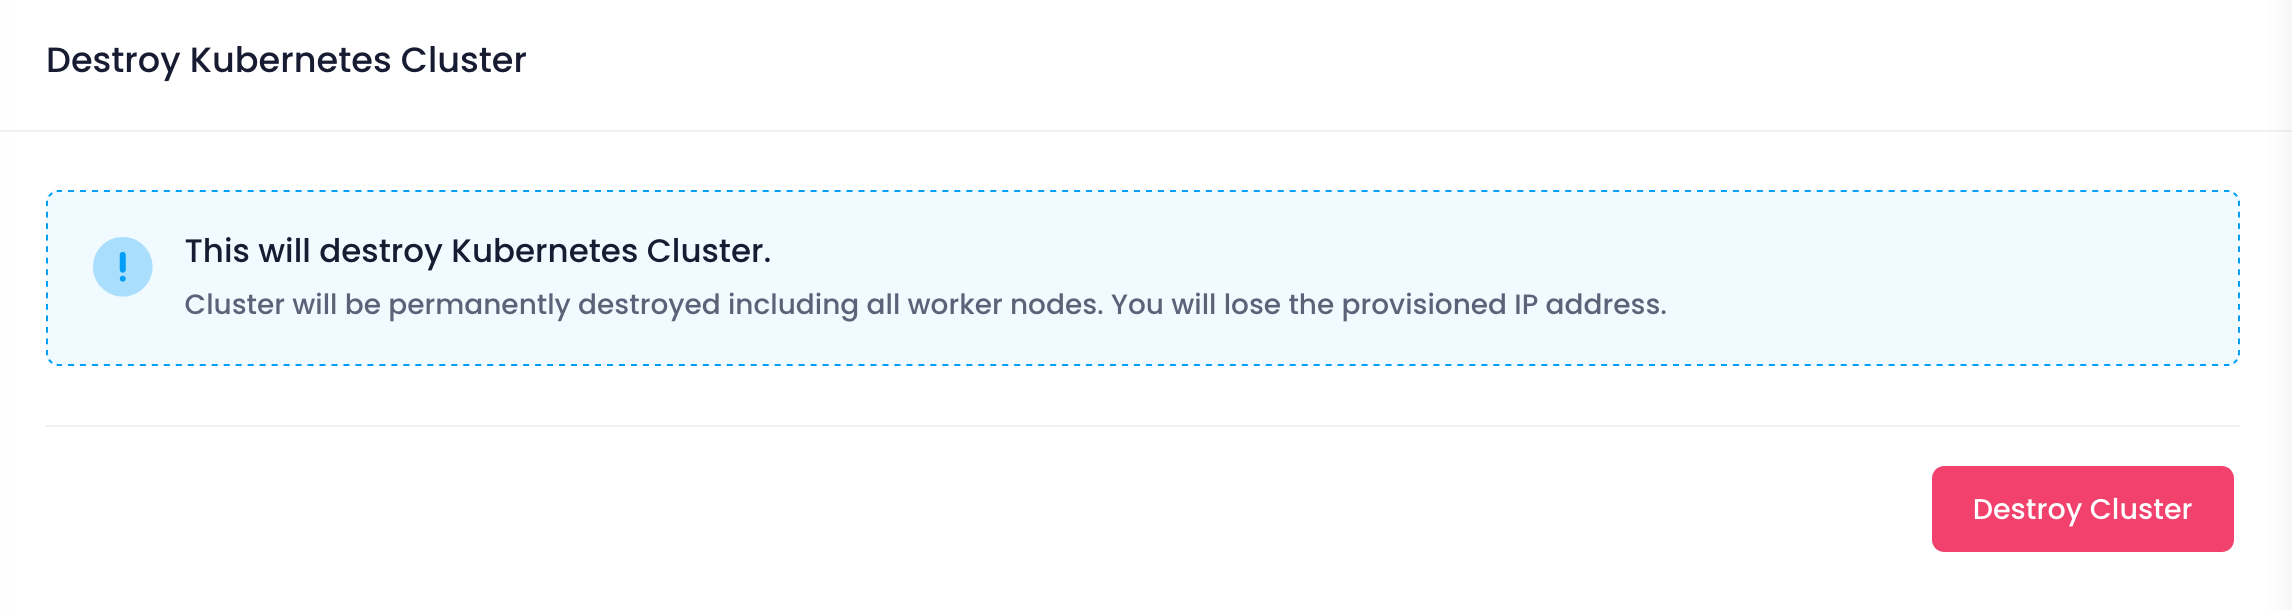 Destroy Kubernetes Cluster
This will destroy Kubernetes Cluster.
Cluster will be permanently destroyed including all worker nodes. You will lose the provisioned IP address.
Destroy Cluster